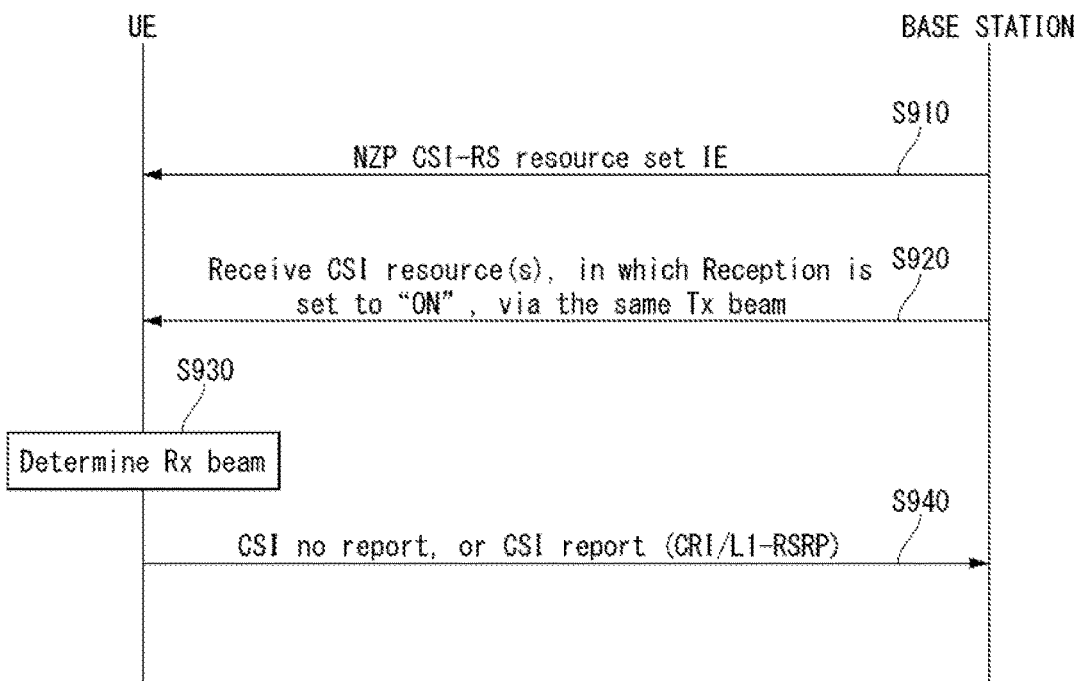 UE
BASE STATION
S910
NZP CSI-RS resource set IE
Receive CSI resource(s), in which Reception is
set to "ON", via the same Tx beam
S920
S930
Determine Rx beam
S940
CSI no report, or CSI report (CRI/L1-RSRP)